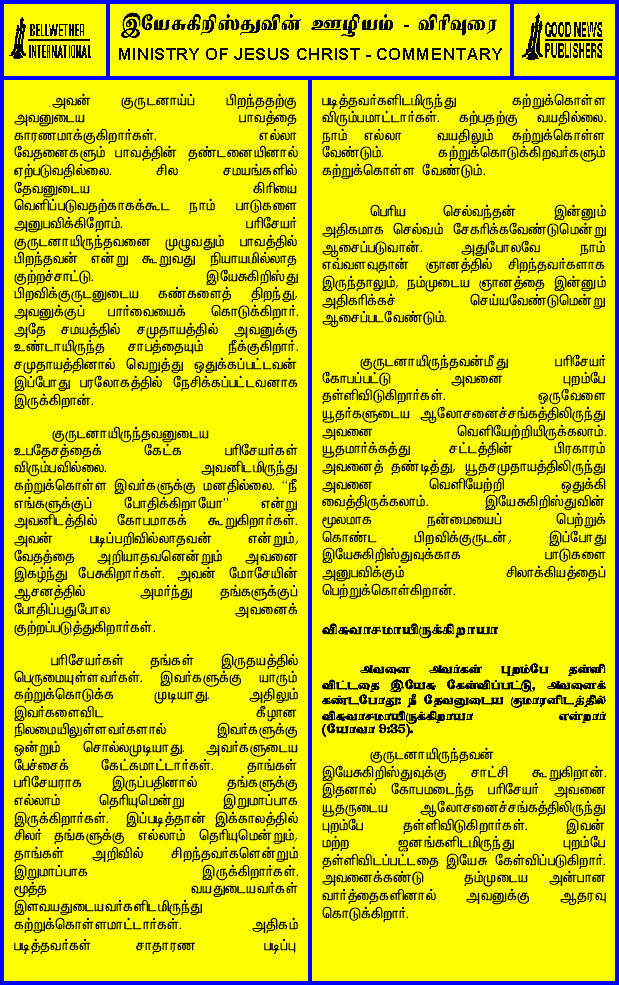 BELLWETHER
INTERNATIONAL
இயேசுகிறிஸ்துவின் ஊழியம் - விரிவுரை
MINISTRY OF JESUS CHRIST - COMMENTARY
GOOD NEWS
PUBLISHERS
அவன் குருடனாய்ப் பிறந்ததற்கு
அவனுடைய பாவத்தை
காரணமாக்குகிறார்கள். எல்லா
வேதனைகளும் பாவத்தின் தண்டனையினால்
ஏற்படுவதில்லை. சில சமயங்களில்
தேவனுடைய கிரியை
வெளிப்படுவதற்காகக்கூட நாம் பாடுகளை
அனுபவிக்கிறோம். பரிசேயர்
குருடனாயிருந்தவனை முழுவதும் பாவத்தில்
பிறந்தவன் என்று கூறுவது நியாயமில்லாத
குற்றச்சாட்டு. இயேசுகிறிஸ்து
பிறவிக்குருடனுடைய கண்களைத் திறந்து,
அவனுக்குப் பார்வையைக் கொடுக்கிறார்.
அதே சமயத்தில் சமுதாயத்தில் அவனுக்கு
உண்டாயிருந்த சாபத்தையும் நீக்குகிறார்.
சமுதாயத்தினால் வெறுத்து ஒதுக்கப்பட்டவன்
இப்போது பரலோகத்தில் நேசிக்கப்பட்டவனாக
இருக்கிறான்.
குருடனாயிருந்தவனுடைய
உபதேசத்தைக் கேட்க பரிசேயர்கள்
விரும்பவில்லை. அவனிடமிருந்து
கற்றுக்கொள்ள இவர்களுக்கு மனதில்லை. “நீ
எங்களுக்குப் போதிக்கிறாயோ” என்று
அவனிடத்தில் கோபமாகக் கூறுகிறார்கள்.
அவன் படிப்பறிவில்லாதவன் என்றும்,
வேதத்தை அறியாதவனென்றும் அவனை
இகழ்ந்து பேசுகிறார்கள். அவன் மோசேயின்
ஆசனத்தில் அமர்ந்து தங்களுக்குப்
போதிப்பதுபோல அவனைக்
குற்றப்படுத்துகிறார்கள்.
பரிசேயர்கள் தங்கள் இருதயத்தில்
பெருமையுள்ளவர்கள். இவர்களுக்கு யாரும்
கற்றுக்கொடுக்க முடியாது. அதிலும்
இவர்களைவிட கீழான
நிலமையிலுள்ளவர்களால் இவர்களுக்கு
ஒன்றும் சொல்லமுடியாது. அவர்களுடைய
பேச்சைக் கேட்கமாட்டார்கள். தாங்கள்
பரிசேயராக இருப்பதினால் தங்களுக்கு
எல்லாம் தெரியுமென்று இறுமாப்பாக
இருக்கிறார்கள். இப்படித்தான் இக்காலத்தில்
சிலர் தங்களுக்கு எல்லாம் தெரியுமென்றும்,
தாங்கள் அறிவில் சிறந்தவர்களென்றும்
இறுமாப்பாக இருக்கிறார்கள்.
மூத்த வயதுடையவர்கள்
இளவயதுடையவர்களிடமிருந்து
கற்றுக்கொள்ளமாட்டார்கள். அதிகம்
படித்தவர்கள் சாதாரண படிப்பு
படித்தவர்களிடமிருந்து கற்றுக்கொள்ள
விரும்பமாட்டார்கள். கற்பதற்கு வயதில்லை.
நாம் எல்லா வயதிலும் கற்றுக்கொள்ள
வேண்டும். கற்றுக்கொடுக்கிறவர்களும்
கற்றுக்கொள்ள வேண்டும்.
பெரிய செல்வந்தன் இன்னும்
அதிகமாக செல்வம் சேகரிக்கவேண்டுமென்று
ஆசைப்படுவான். அதுபோலவே நாம்
எவ்வளவுதான் ஞானத்தில் சிறந்தவர்களாக
இருந்தாலும், நம்முடைய ஞானத்தை இன்னும்
அதிகரிக்கச் செய்யவேண்டுமென்று
ஆசைப்படவேண்டும்.
குருடனாயிருந்தவன்மீது பரிசேயர்
கோபப்பட்டு அவனை புறம்பே
தள்ளிவிடுகிறார்கள். ஒருவேளை
யூதர்களுடைய ஆலோசனைச்சங்கத்திலிருந்து
அவனை வெளியேற்றியிருக்கலாம்.
யூதமார்க்கத்து சட்டத்தின் பிரகாரம்
அவனைத் தண்டித்து, யூதசமுதாயத்திலிருந்து
அவனை வெளியேற்றி ஒதுக்கி
வைத்திருக்கலாம். இயேசுகிறிஸ்துவின்
மூலமாக நன்மையைப் பெற்றுக்
கொண்ட பிறவிக்குருடன், இப்போது
இயேசுகிறிஸ்துவுக்காக பாடுகளை
அனுபவிக்கும் சிலாக்கியத்தைப்
பெற்றுக்கொள்கிறான்.
விசுவாசமாயிருக்கிறாயா
அவனை அவர்கள் புறம்பே தள்ளி
விட்டதை இயேசு கேள்விப்பட்டு, அவனைக்
கண்டபோது: நீ தேவனுடைய குமாரனிடத்தில்
விசுவாசமாயிருக்கிறாயா என்றார்
(யோவா 9:35).
குருடனாயிருந்தவன்
இயேசுகிறிஸ்துவுக்கு சாட்சி கூறுகிறான்.
இதனால் கோபமடைந்த பரிசேயர் அவனை
யூதருடைய ஆலோசனைச்சங்கத்திலிருந்து
புறம்பே தள்ளிவிடுகிறார்கள். இவன்
மற்ற ஜனங்களிடமிருந்து புறம்பே
தள்ளிவிடப்பட்டதை இயேசு கேள்விப்படுகிறார்.
அவனைக்கண்டு தம்முடைய அன்பான
வார்த்தைகளினால் அவனுக்கு ஆதரவு
கொடுக்கிறார்.